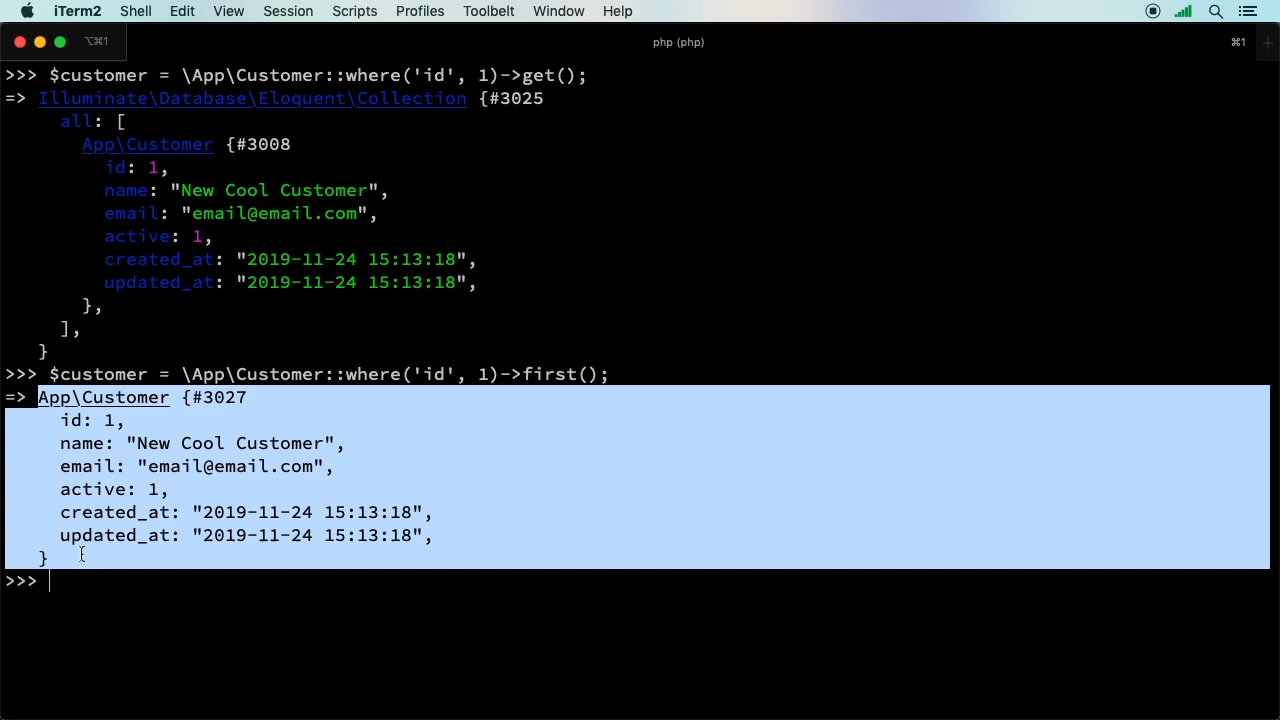 iTerm2 Shell Edit View Session Scripts Profiles Toolbelt Window Help
⌥⌘1 php (php) ⌘1
>>> $customer = \App\Customer::where('id', 1)->get();
=> Illuminate\Database\Eloquent\Collection {#3025
     all: [
       App\Customer {#3008
         id: 1,
         name: "New Cool Customer",
         email: "email@email.com",
         active: 1,
         created_at: "2019-11-24 15:13:18",
         updated_at: "2019-11-24 15:13:18",
       },
     ],
   }
>>> $customer = \App\Customer::where('id', 1)->first();
=> App\Customer {#3027
     id: 1,
     name: "New Cool Customer",
     email: "email@email.com",
     active: 1,
     created_at: "2019-11-24 15:13:18",
     updated_at: "2019-11-24 15:13:18",
   }
>>>